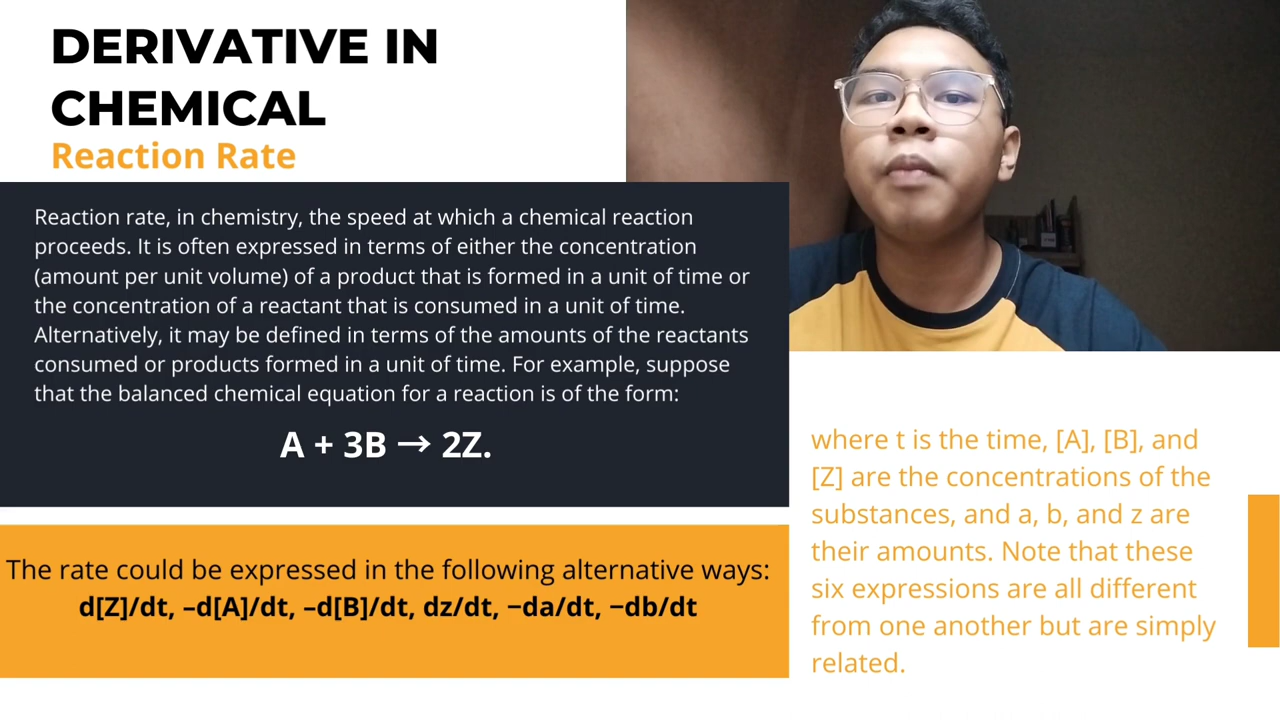 DERIVATIVE IN
CHEMICAL
Reaction Rate
Reaction rate, in chemistry, the speed at which a chemical reaction
proceeds. It is often expressed in terms of either the concentration
(amount per unit volume) of a product that is formed in a unit of time or
the concentration of a reactant that is consumed in a unit of time.
Alternatively, it may be defined in terms of the amounts of the reactants
consumed or products formed in a unit of time. For example, suppose
that the balanced chemical equation for a reaction is of the form:
A + 3B → 2Z.
The rate could be expressed in the following alternative ways:
d[Z]/dt, –d[A]/dt, –d[B]/dt, dz/dt, −da/dt, −db/dt
where t is the time, [A], [B], and
[Z] are the concentrations of the
substances, and a, b, and z are
their amounts. Note that these
six expressions are all different
from one another but are simply
related.